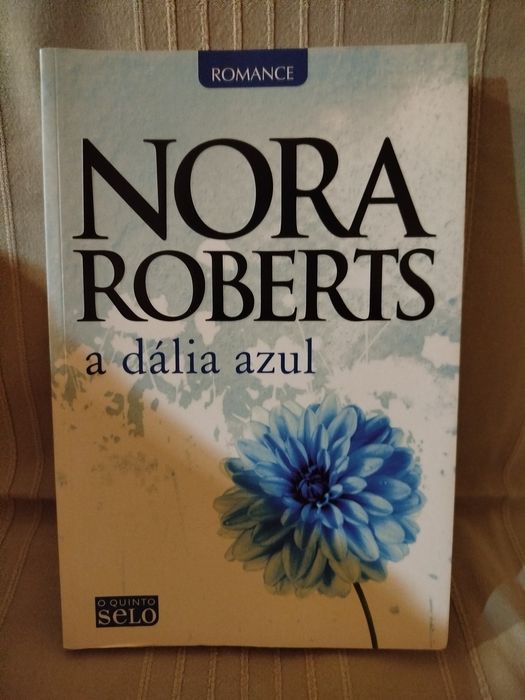 ROMANCE
NORA
ROBERTS
a dália azul
O QUINTO
SELO